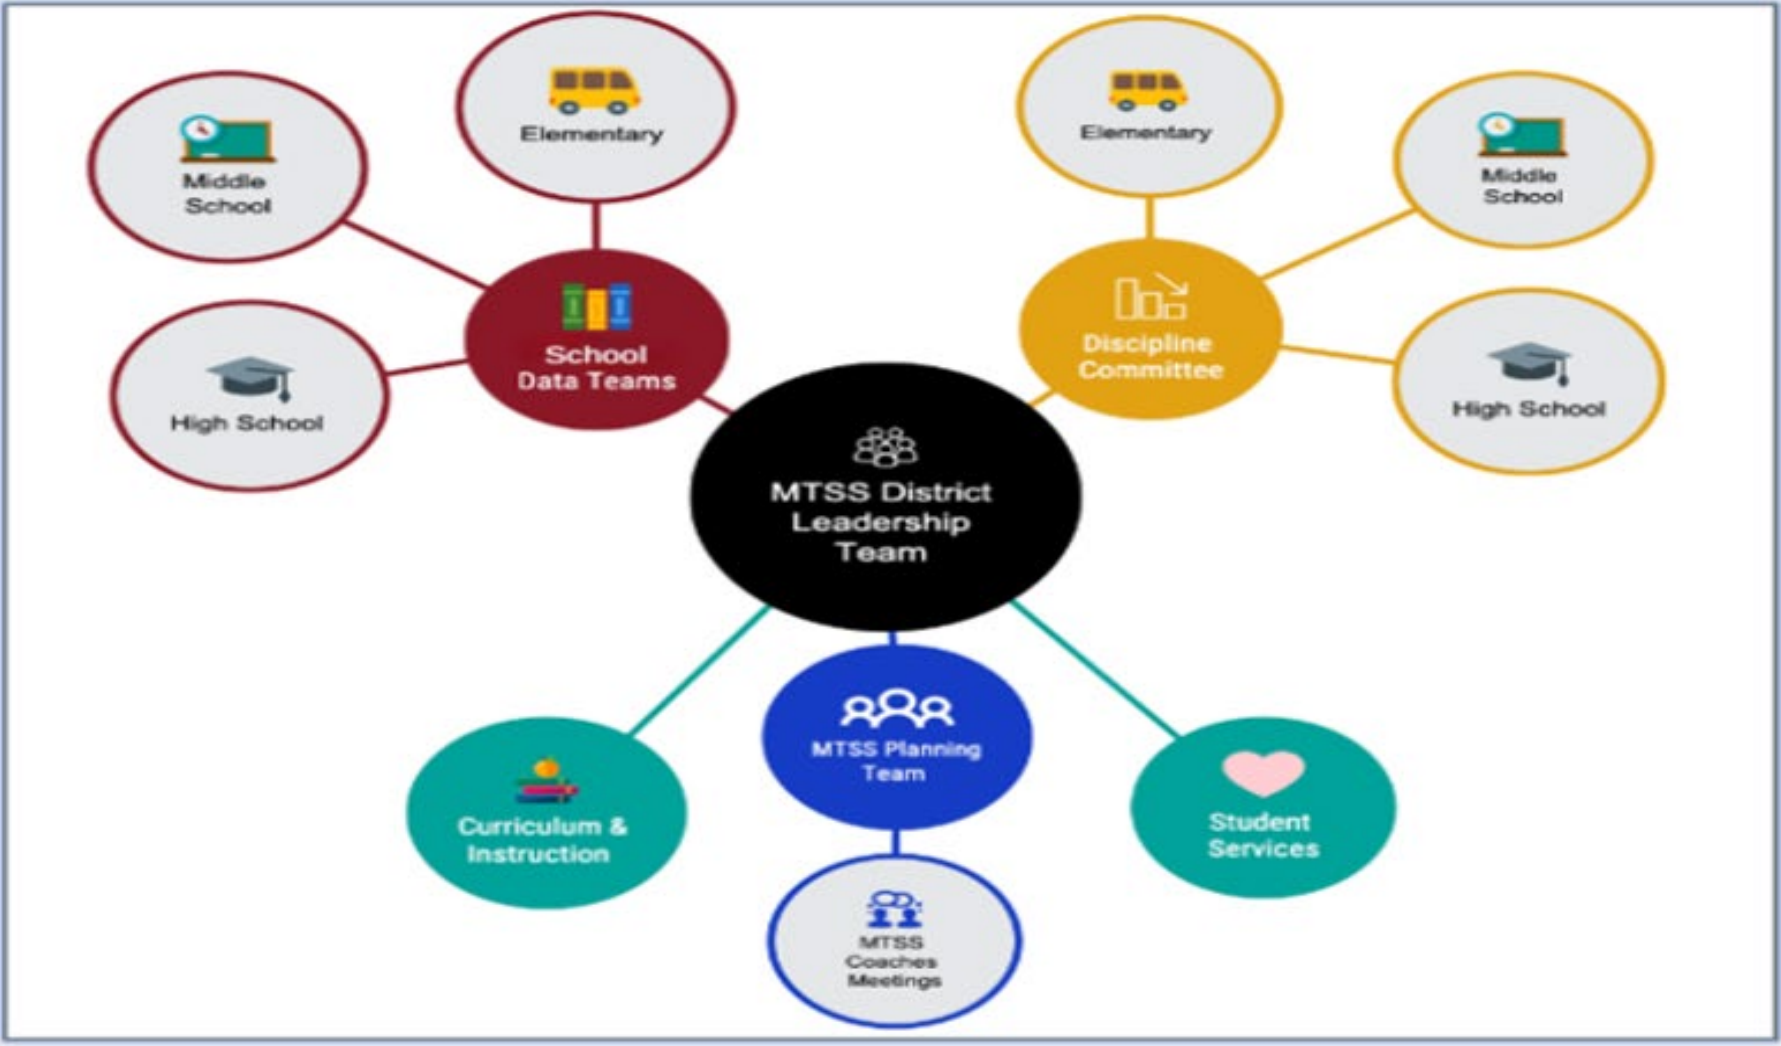 Elementary
Middle
School
High School
School
Data Teams
Elementary
Middle
School
High School
Discipline
Committee
MTSS District
Leadership
Team
Curriculum &
Instruction
MTSS Planning
Team
Student
Services
MTSS
Coaches
Meetings